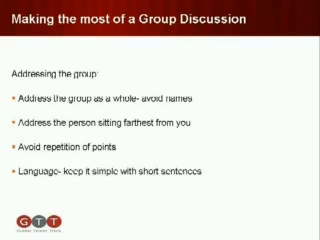 Making the most of a Group Discussion
Addressing the group:
Address the group as a whole- avoid names
Address the person sitting farthest from you
Avoid repetition of points
Language- keep it simple with short sentences
GTT